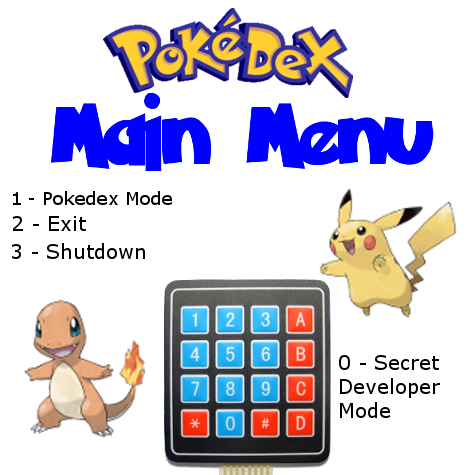 POKéDEX
Main Menu
1 - Pokedex Mode
2 - Exit
3 - Shutdown
1 2 3 A
4 5 6 B
7 8 9 C
* 0 # D
0 - Secret
Developer
Mode